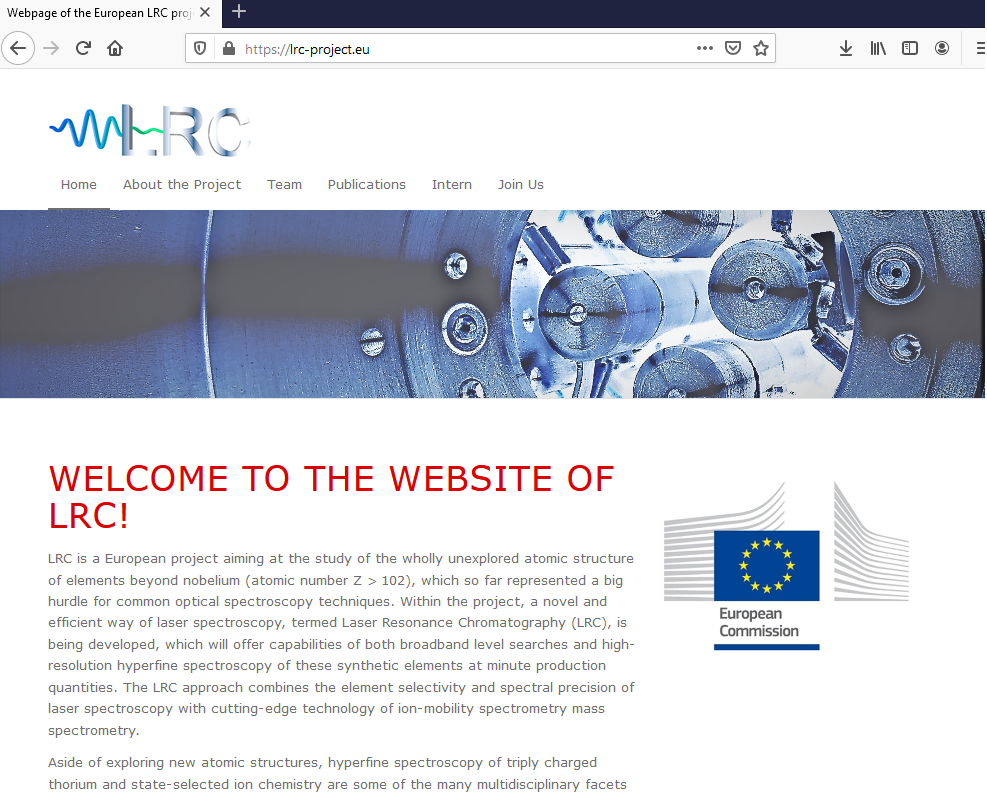 Webpage of the European LRC proj
https://lrc-project.eu
LRC
Home About the Project Team Publications Intern Join Us
WELCOME TO THE WEBSITE OF
LRC!
LRC is a European project aiming at the study of the wholly unexplored atomic structure
of elements beyond nobelium (atomic number Z > 102), which so far represented a big
hurdle for common optical spectroscopy techniques. Within the project, a novel and
efficient way of laser spectroscopy, termed Laser Resonance Chromatography (LRC), is
being developed, which will offer capabilities of both broadband level searches and high-
resolution hyperfine spectroscopy of these synthetic elements at minute production
quantities. The LRC approach combines the element selectivity and spectral precision of
laser spectroscopy with cutting-edge technology of ion-mobility spectrometry mass
spectrometry.
Aside of exploring new atomic structures, hyperfine spectroscopy of triply charged
thorium and state-selected ion chemistry are some of the many multidisciplinary facets
European
Commission